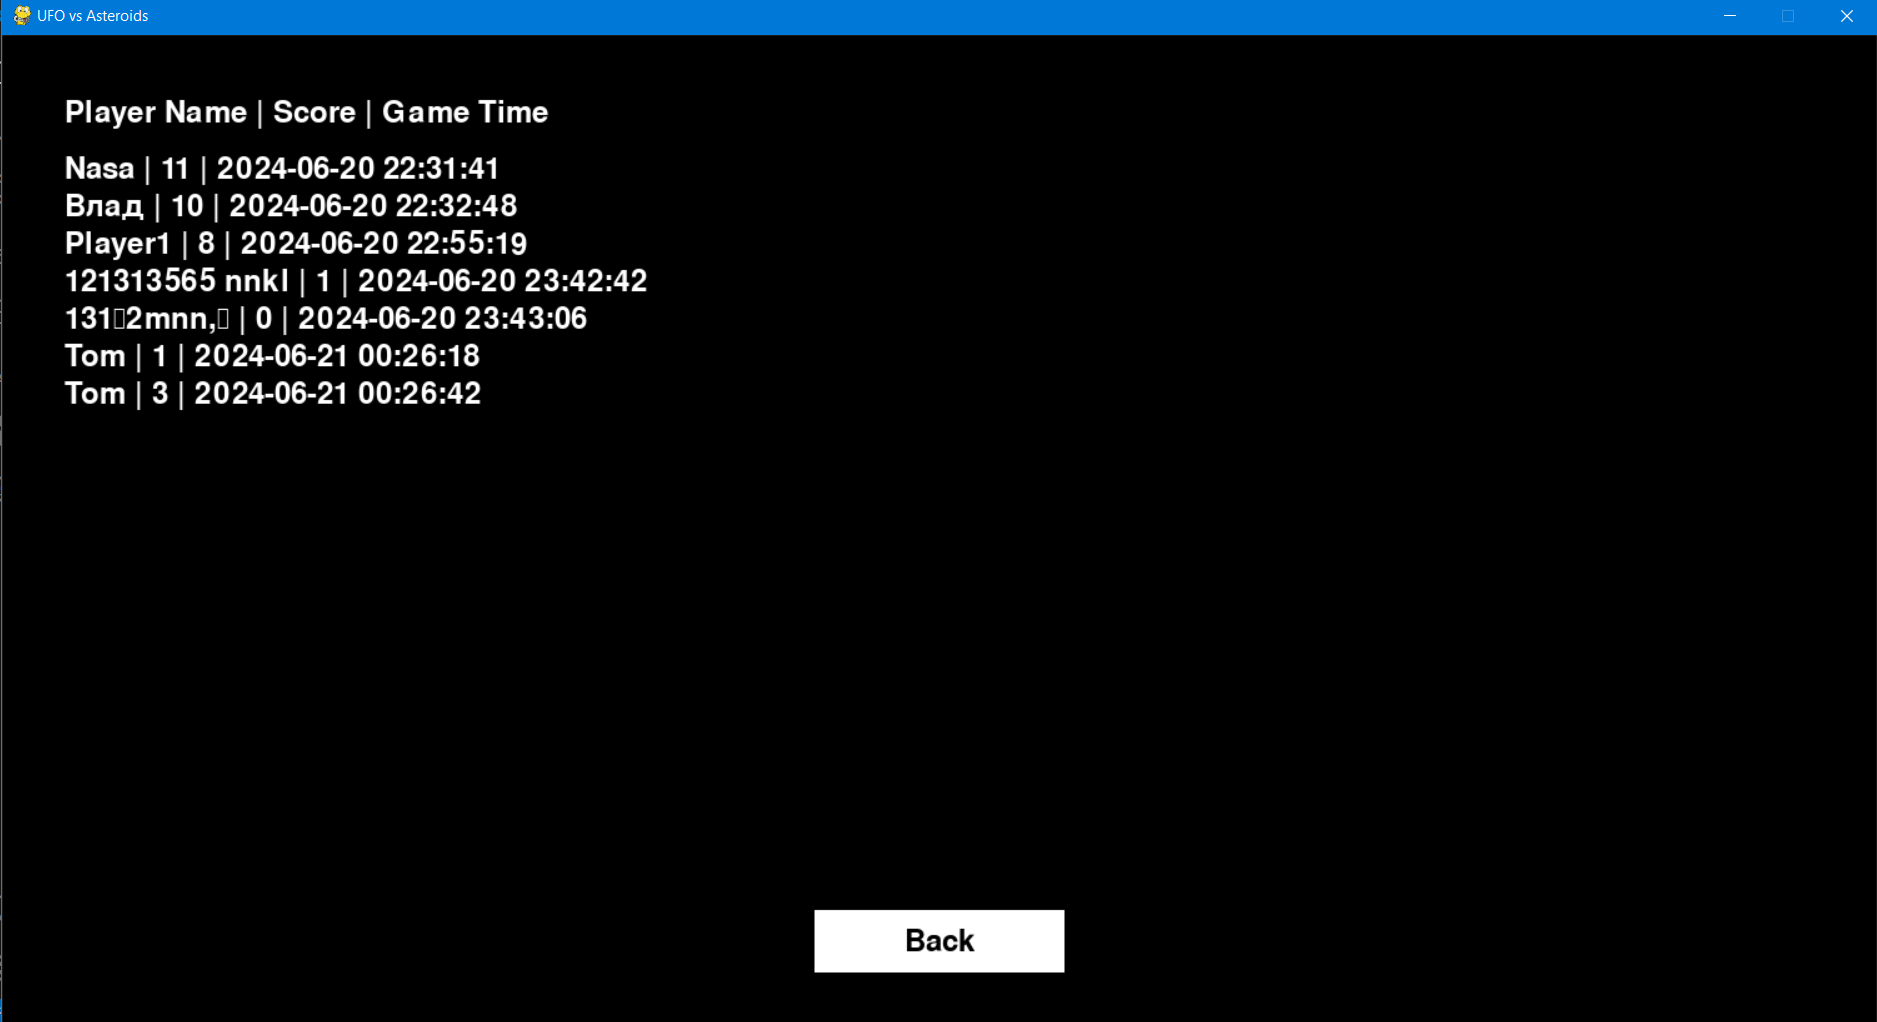 UFO vs Asteroids
Player Name | Score | Game Time
Nasa | 11 | 2024-06-20 22:31:41
Влад | 10 | 2024-06-20 22:32:48
Player1 | 8 | 2024-06-20 22:55:19
121313565 nnkl | 1 | 2024-06-20 23:42:42
131▯2mnn,▯ | 0 | 2024-06-20 23:43:06
Tom | 1 | 2024-06-21 00:26:18
Tom | 3 | 2024-06-21 00:26:42
Back